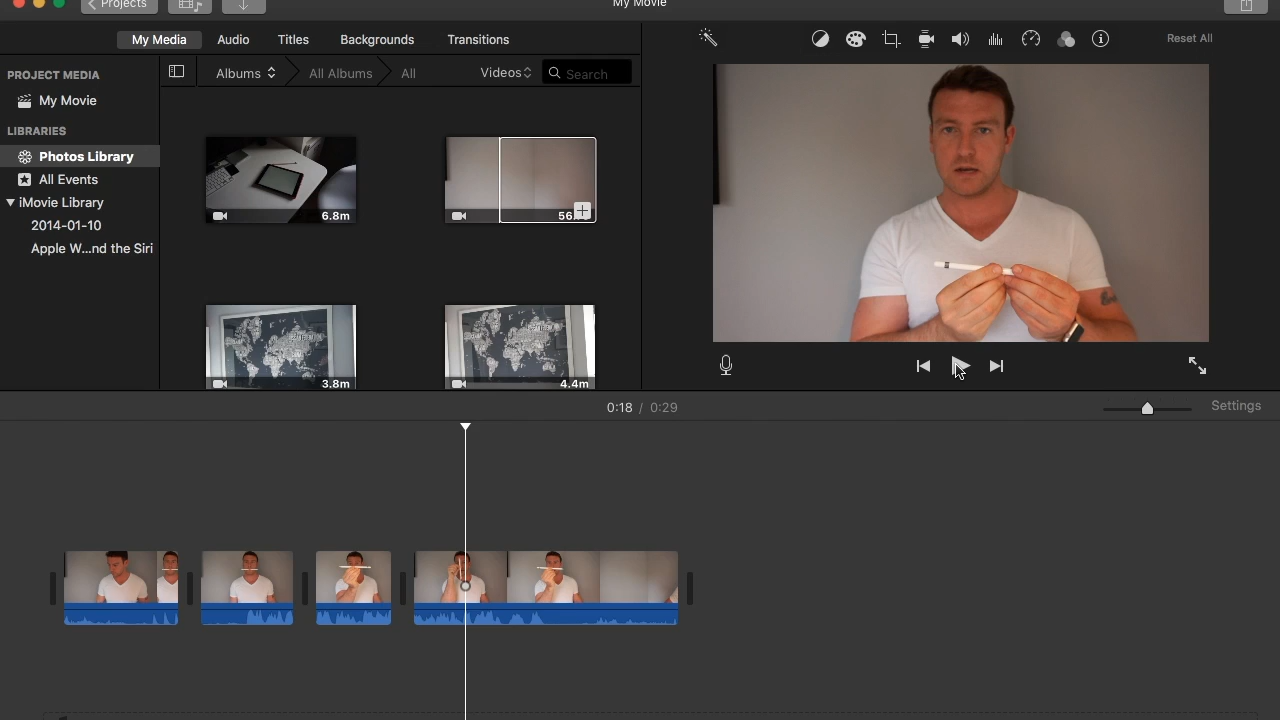 Projects
My Movie
My Media Audio Titles Backgrounds Transitions
Reset All
PROJECT MEDIA
My Movie
LIBRARIES
Photos Library
All Events
iMovie Library
2014-01-10
Apple W...nd the Siri
Albums All Albums All Videos Search
6.8m
3.8m
4.4m
0:18 / 0:29
Settings